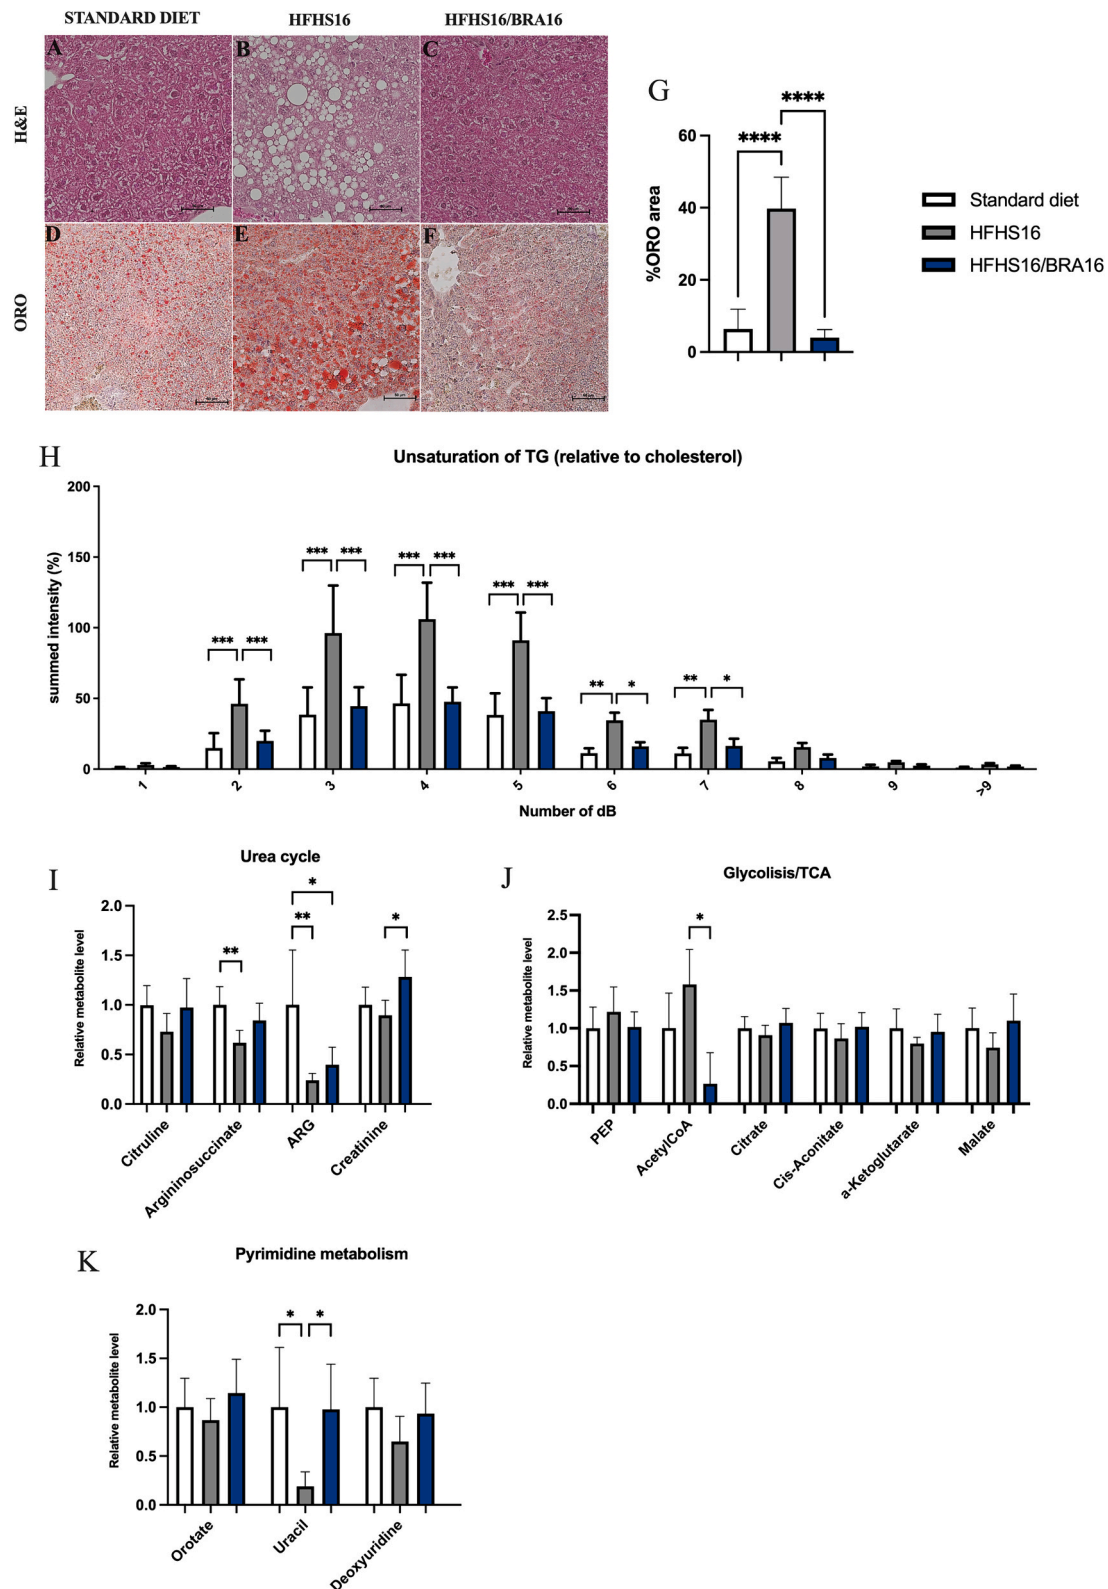 STANDARD DIET HFHS16 HFHS16/BRA16
H&E
A B C
ORO
D E F
G
**** ****
%ORO area
60
40
20
0
Standard diet
HFHS16
HFHS16/BRA16
H
Unsaturation of TG (relative to cholesterol)
summed intensity (%)
200
150
100
50
0
*** *** *** *** *** *** *** *** ** * ** *
1 2 3 4 5 6 7 8 9 >9
Number of dB
I
Urea cycle
Relative metabolite level
2.0
1.5
1.0
0.5
0.0
** ** * *
Citruline Argininosuccinate ARG Creatinine
J
Glycolisis/TCA
Relative metabolite level
2.5
2.0
1.5
1.0
0.5
0.0
*
PEP AcetylCoA Citrate Cis-Aconitate a-Ketoglutarate Malate
K
Pyrimidine metabolism
Relative metabolite level
2.0
1.5
1.0
0.5
0.0
* *
Orotate Uracil Deoxyuridine